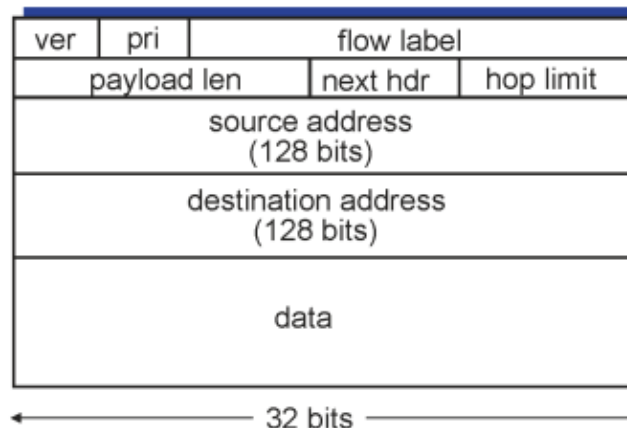 ver pri flow label
payload len next hdr hop limit
source address
(128 bits)
destination address
(128 bits)
data
32 bits